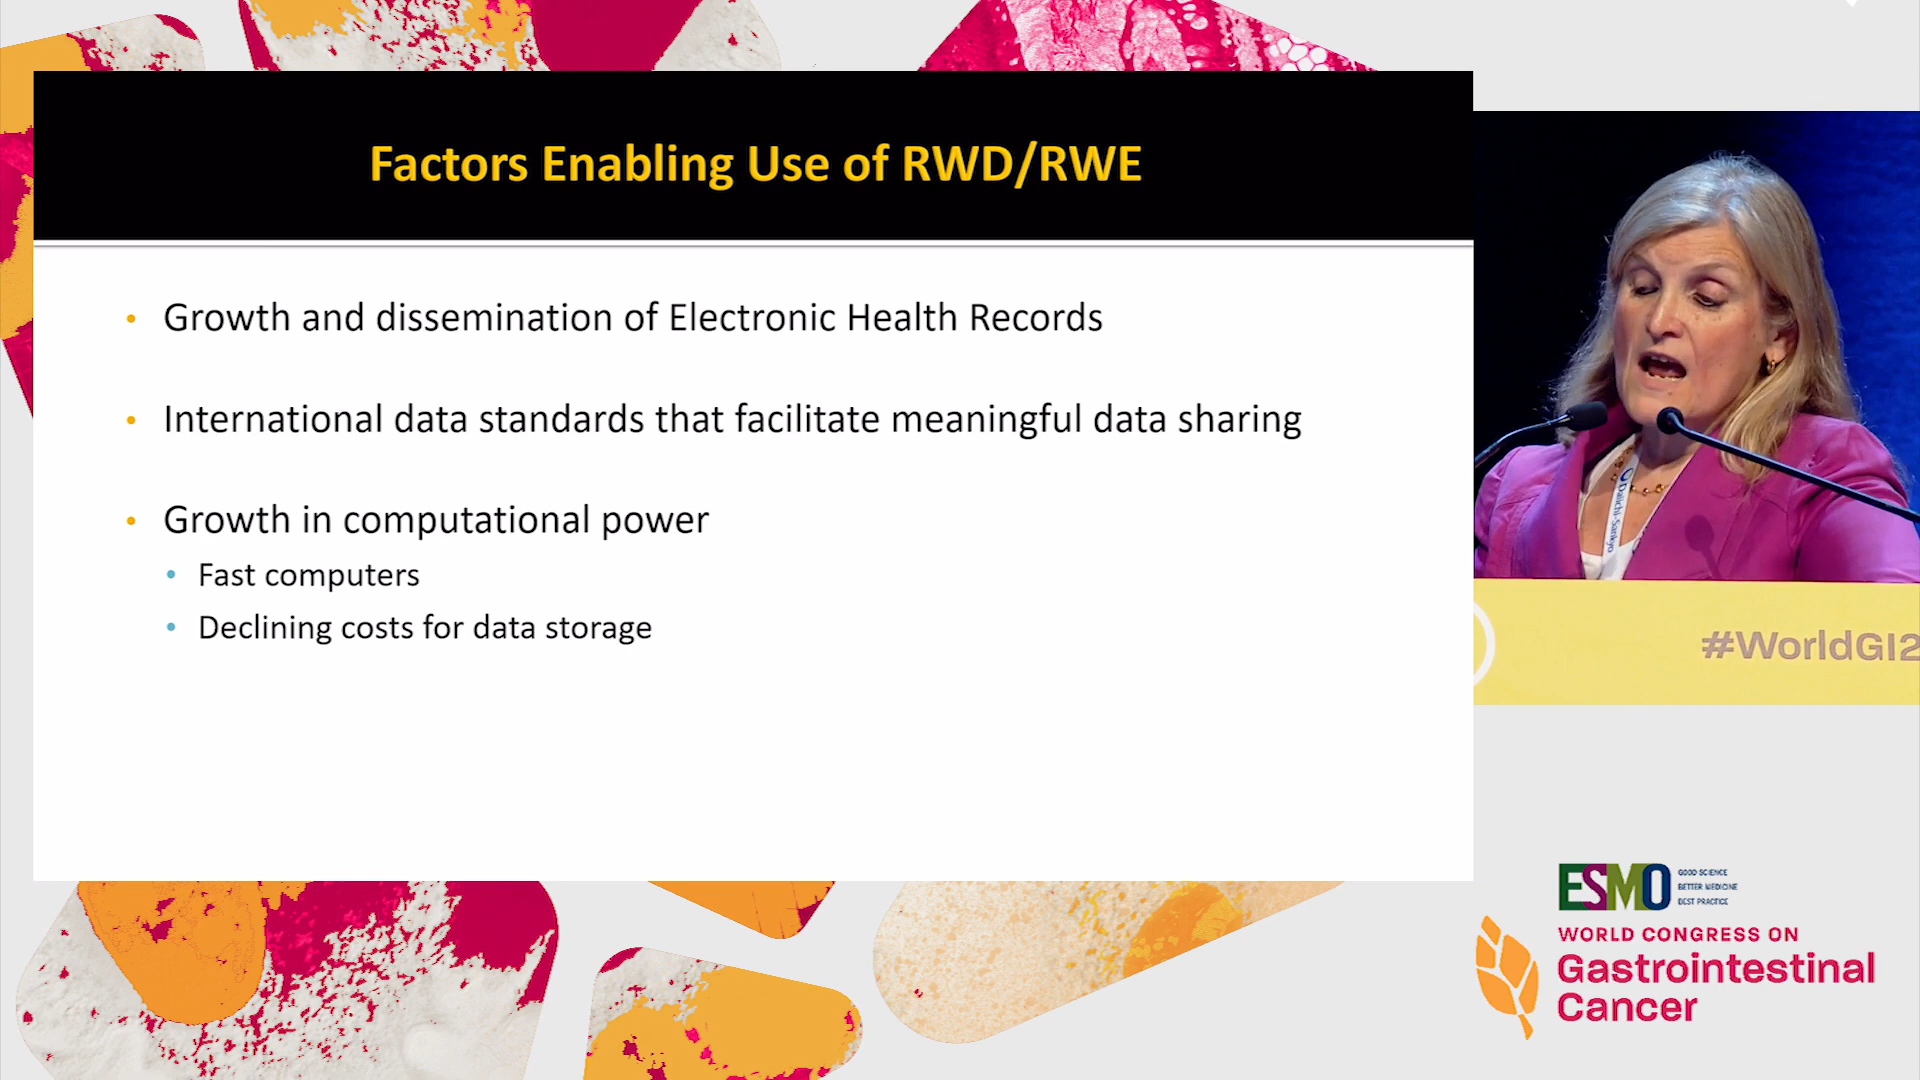 Factors Enabling Use of RWD/RWE
• Growth and dissemination of Electronic Health Records
• International data standards that facilitate meaningful data sharing
• Growth in computational power
• Fast computers
• Declining costs for data storage
Daiichi-Sankyo
#WorldGI2
ESMO
GOOD SCIENCE
BETTER MEDICINE
BEST PRACTICE
WORLD CONGRESS ON
Gastrointestinal
Cancer